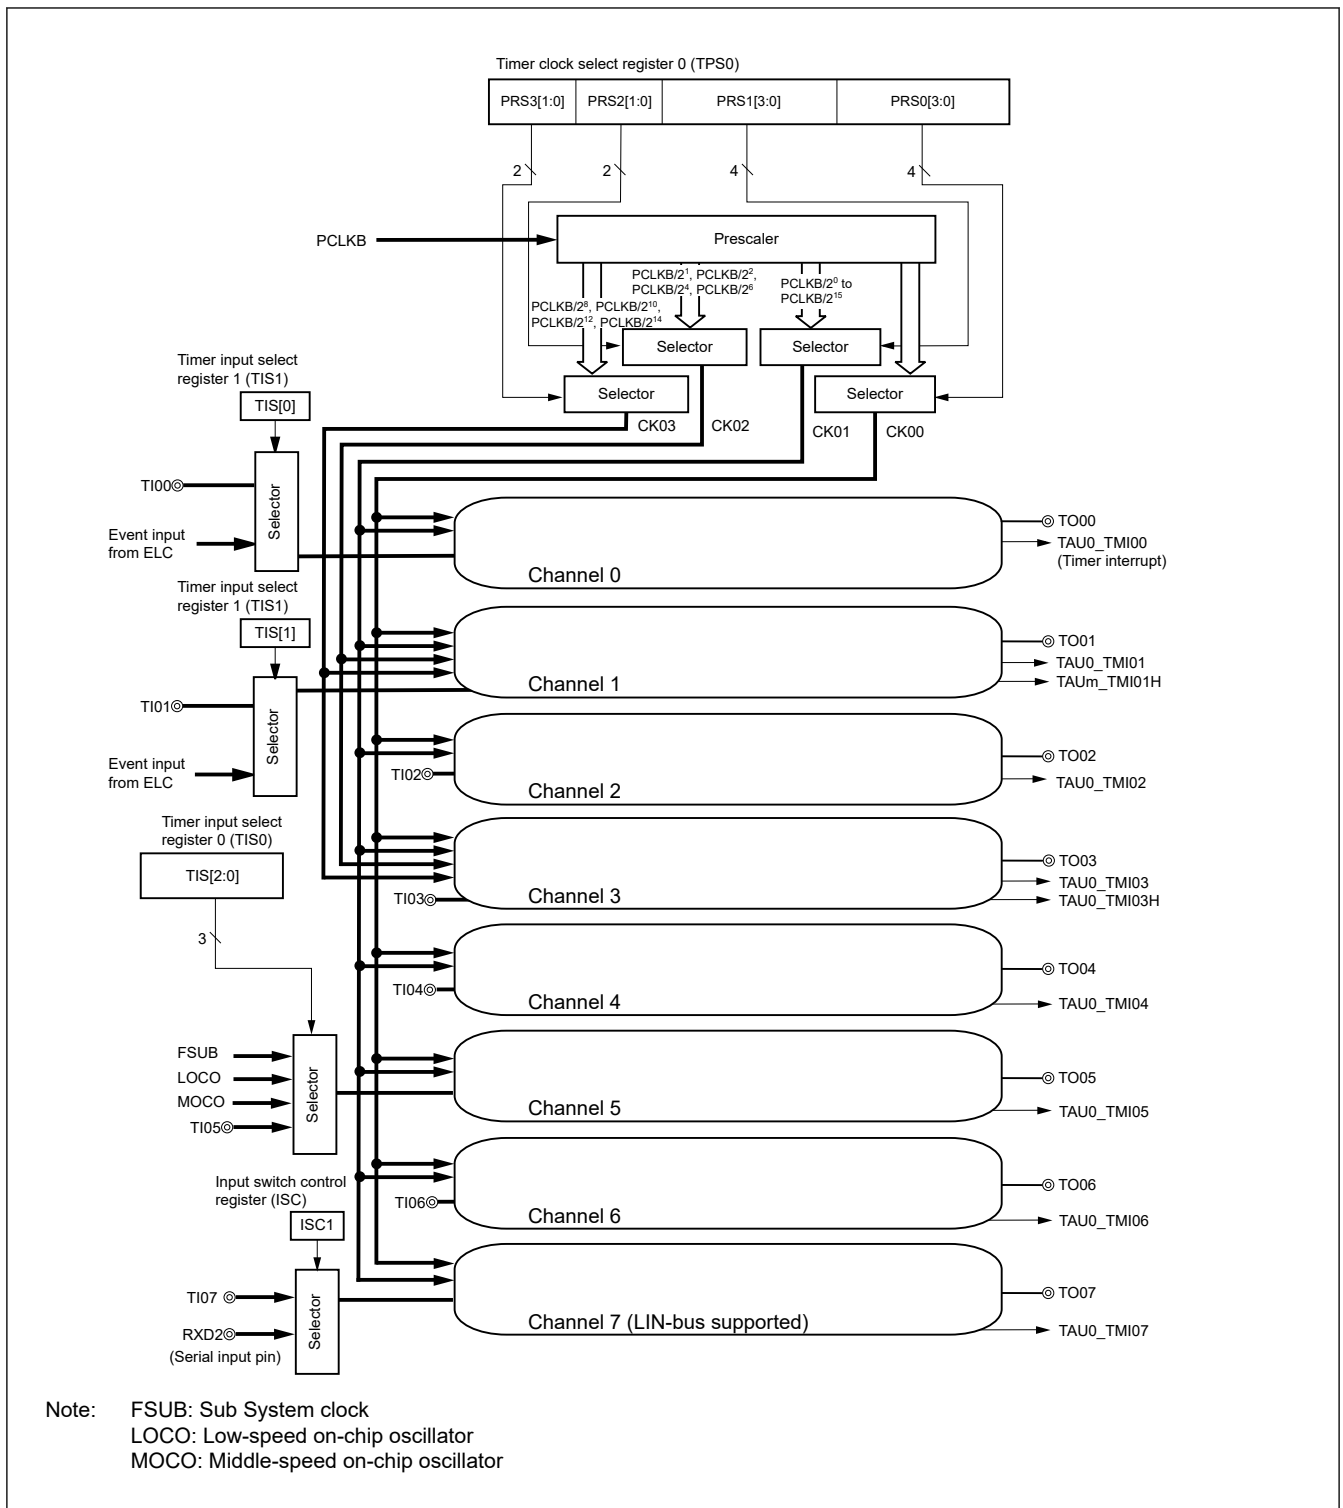 Timer clock select register 0 (TPS0)
PRS3[1:0] PRS2[1:0] PRS1[3:0] PRS0[3:0]
2 2 4 4
PCLKB
Prescaler
PCLKB/2¹, PCLKB/2²,
PCLKB/2⁴, PCLKB/2⁶
PCLKB/2⁰ to
PCLKB/2¹⁵
PCLKB/2⁸, PCLKB/2¹⁰,
PCLKB/2¹², PCLKB/2¹⁴
Selector
Selector
Selector
Selector
CK03 CK02 CK01 CK00
Timer input select
register 1 (TIS1)
TIS[0]
TI00
Selector
Event input
from ELC
Channel 0
TO00
TAU0_TMI00
(Timer interrupt)
Timer input select
register 1 (TIS1)
TIS[1]
TI01
Selector
Event input
from ELC
Channel 1
TO01
TAU0_TMI01
TAUm_TMI01H
TI02
Channel 2
TO02
TAU0_TMI02
Timer input select
register 0 (TIS0)
TIS[2:0]
3
TI03
Channel 3
TO03
TAU0_TMI03
TAU0_TMI03H
TI04
Channel 4
TO04
TAU0_TMI04
FSUB
LOCO
MOCO
TI05
Selector
Channel 5
TO05
TAU0_TMI05
TI06
Channel 6
TO06
TAU0_TMI06
Input switch control
register (ISC)
ISC1
TI07
RXD2
(Serial input pin)
Selector
Channel 7 (LIN-bus supported)
TO07
TAU0_TMI07
Note: FSUB: Sub System clock
LOCO: Low-speed on-chip oscillator
MOCO: Middle-speed on-chip oscillator